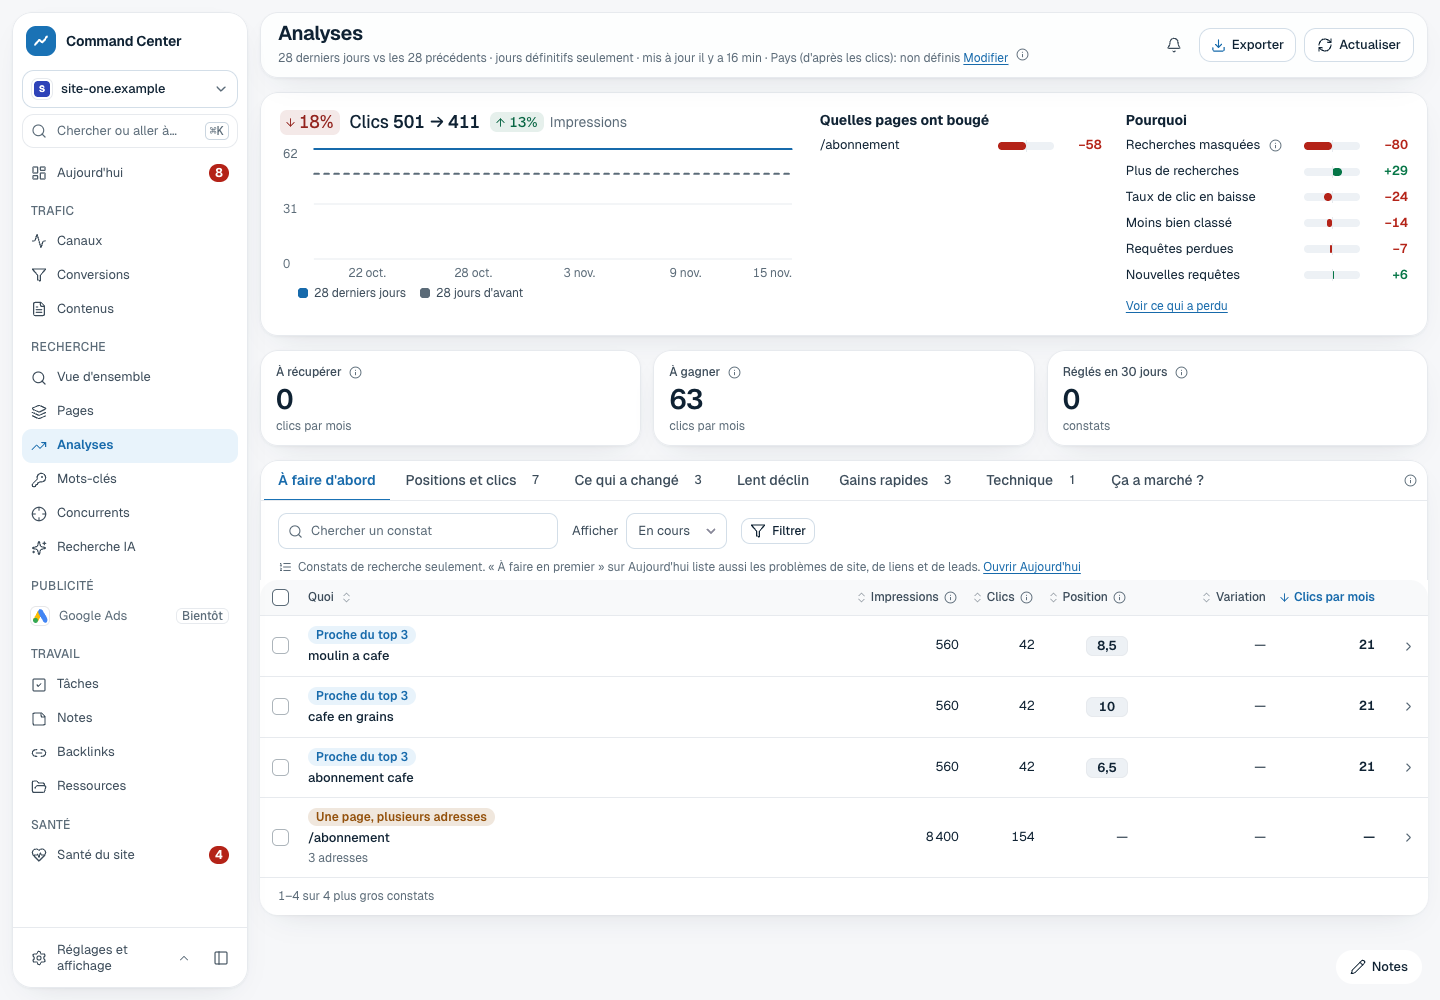 Command Center
S
site-one.example
Chercher ou aller à…
⌘K
Aujourd'hui
8
TRAFIC
Canaux
Conversions
Contenus
RECHERCHE
Vue d'ensemble
Pages
Analyses
Mots-clés
Concurrents
Recherche IA
PUBLICITÉ
Google Ads
Bientôt
TRAVAIL
Tâches
Notes
Backlinks
Ressources
SANTÉ
Santé du site
4
Réglages et
affichage
Analyses
28 derniers jours vs les 28 précédents · jours définitifs seulement · mis à jour il y a 16 min · Pays (d'après les clics): non définis Modifier
Exporter
Actualiser
↓ 18% Clics 501 → 411 ↑ 13% Impressions
62
31
0
22 oct. 28 oct. 3 nov. 9 nov. 15 nov.
28 derniers jours 28 jours d'avant
Quelles pages ont bougé
/abonnement −58
Pourquoi
Recherches masquées −80
Plus de recherches +29
Taux de clic en baisse −24
Moins bien classé −14
Requêtes perdues −7
Nouvelles requêtes +6
Voir ce qui a perdu
À récupérer
0
clics par mois
À gagner
63
clics par mois
Réglés en 30 jours
0
constats
À faire d'abord Positions et clics 7 Ce qui a changé 3 Lent déclin Gains rapides 3 Technique 1 Ça a marché ?
Chercher un constat Afficher En cours Filtrer
Constats de recherche seulement. « À faire en premier » sur Aujourd'hui liste aussi les problèmes de site, de liens et de leads. Ouvrir Aujourd'hui
Quoi Impressions Clics Position Variation ↓ Clics par mois
Proche du top 3
moulin a cafe 560 42 8,5 — 21
Proche du top 3
cafe en grains 560 42 10 — 21
Proche du top 3
abonnement cafe 560 42 6,5 — 21
Une page, plusieurs adresses
/abonnement 8 400 154 — — —
3 adresses
1–4 sur 4 plus gros constats
Notes